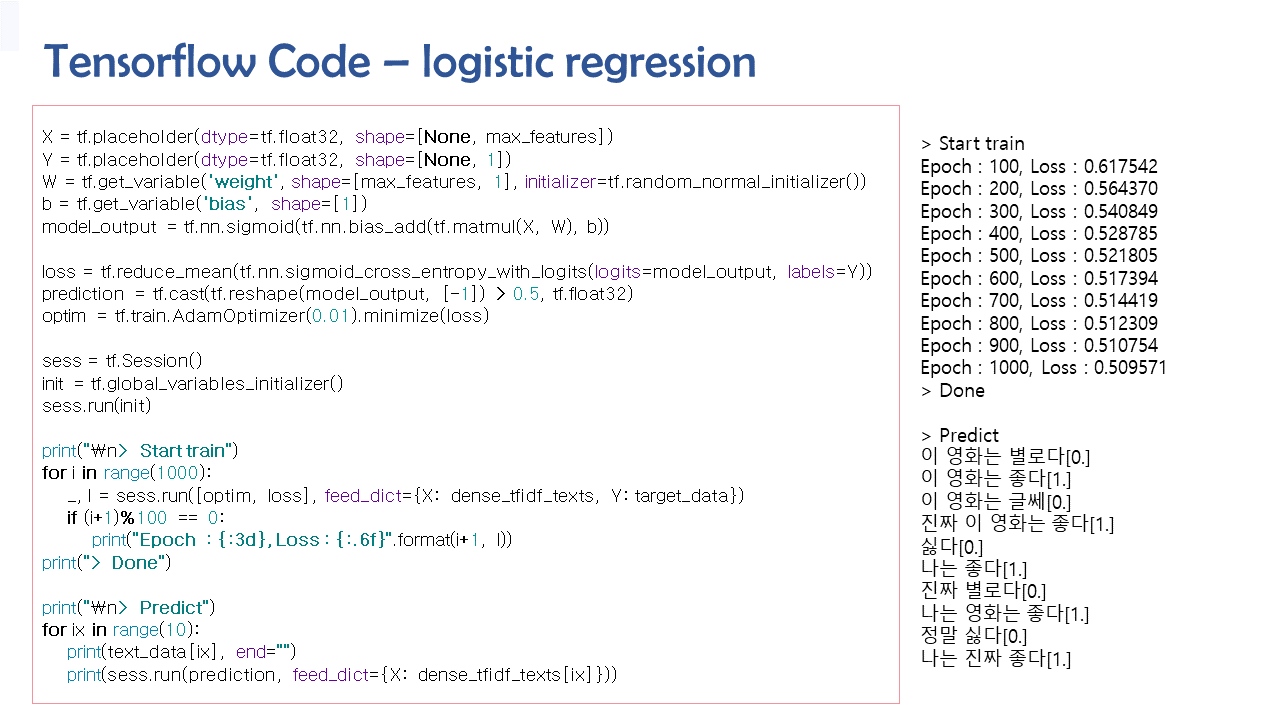 Tensorflow Code – logistic regression
X = tf.placeholder(dtype=tf.float32, shape=[None, max_features])
Y = tf.placeholder(dtype=tf.float32, shape=[None, 1])
W = tf.get_variable('weight', shape=[max_features, 1], initializer=tf.random_normal_initializer())
b = tf.get_variable('bias', shape=[1])
model_output = tf.nn.sigmoid(tf.nn.bias_add(tf.matmul(X, W), b))
loss = tf.reduce_mean(tf.nn.sigmoid_cross_entropy_with_logits(logits=model_output, labels=Y))
prediction = tf.cast(tf.reshape(model_output, [-1]) > 0.5, tf.float32)
optim = tf.train.AdamOptimizer(0.01).minimize(loss)
sess = tf.Session()
init = tf.global_variables_initializer()
sess.run(init)
print("₩n> Start train")
for i in range(1000):
_, l = sess.run([optim, loss], feed_dict={X: dense_tfidf_texts, Y: target_data})
if (i+1)%100 == 0:
print("Epoch : {:3d}, Loss : {:.6f}".format(i+1, l))
print("> Done")
print("₩n> Predict")
for ix in range(10):
print(text_data[ix], end="")
print(sess.run(prediction, feed_dict={X: dense_tfidf_texts[ix]}))
> Start train
Epoch : 100, Loss : 0.617542
Epoch : 200, Loss : 0.564370
Epoch : 300, Loss : 0.540849
Epoch : 400, Loss : 0.528785
Epoch : 500, Loss : 0.521805
Epoch : 600, Loss : 0.517394
Epoch : 700, Loss : 0.514419
Epoch : 800, Loss : 0.512309
Epoch : 900, Loss : 0.510754
Epoch : 1000, Loss : 0.509571
> Done
> Predict
이 영화는 별로다[0.]
이 영화는 좋다[1.]
이 영화는 글쎄[0.]
진짜 이 영화는 좋다[1.]
싫다[0.]
나는 좋다[1.]
진짜 별로다[0.]
나는 영화는 좋다[1.]
정말 싫다[0.]
나는 진짜 좋다[1.]